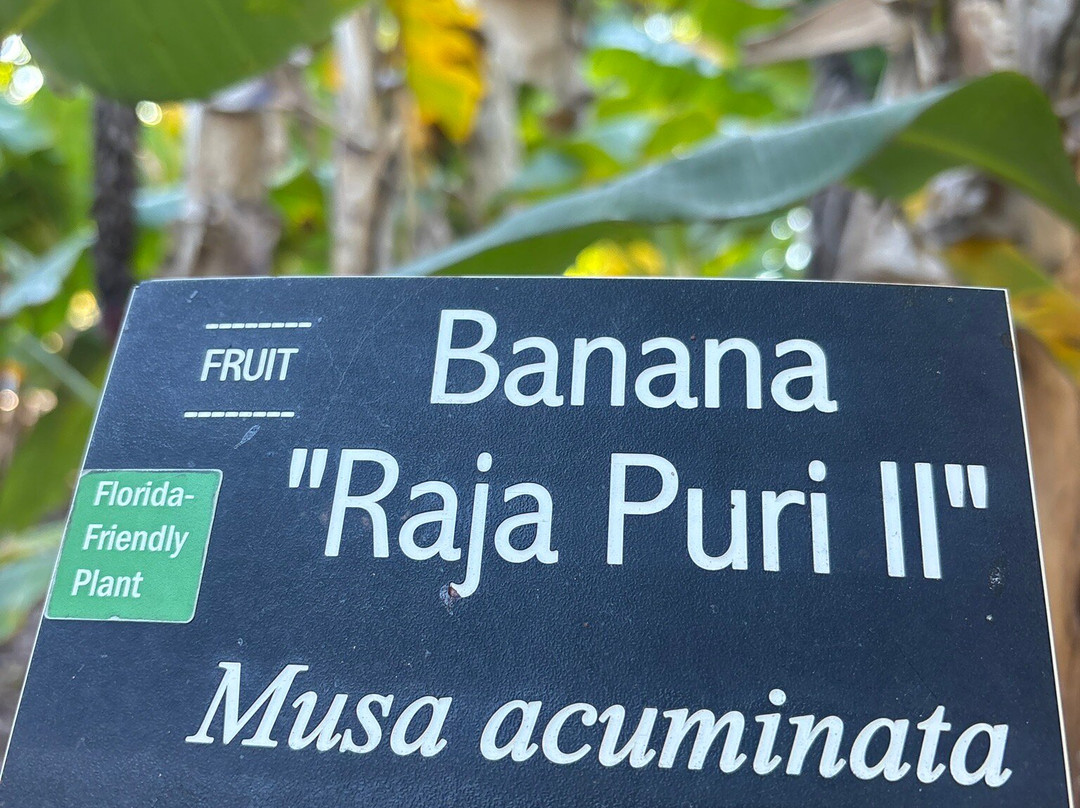 FRUIT
Banana
"Raja Puri II"
Florida-
Friendly
Plant
Musa acuminata